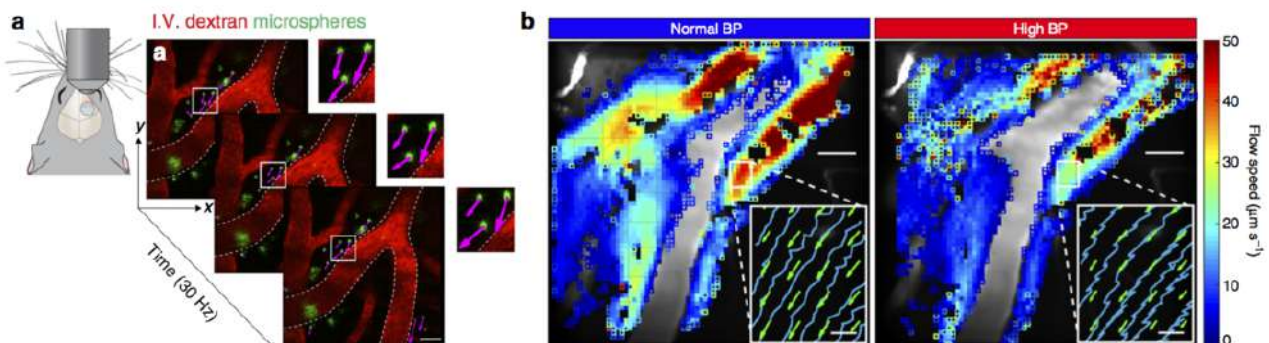 a
I.V. dextran microspheres
a
y
x
Time (30 Hz)
b
Normal BP
High BP
50
40
30
20
10
0
Flow speed (μm s⁻¹)